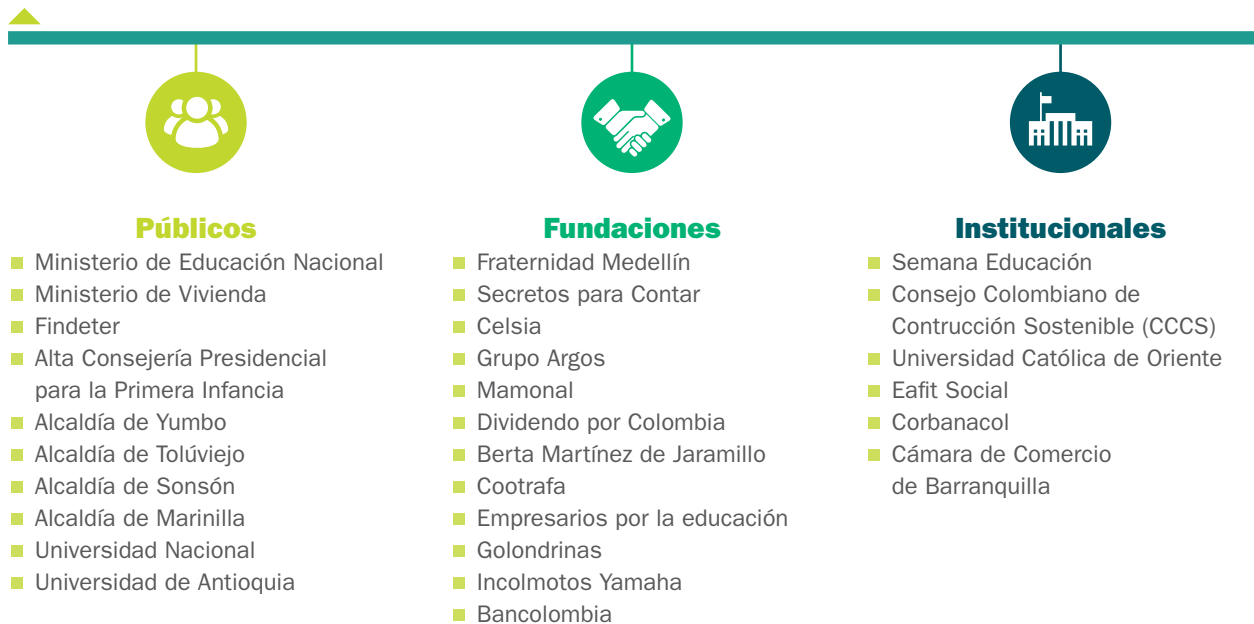 Públicos
Ministerio de Educación Nacional
Ministerio de Vivienda
Findeter
Alta Consejería Presidencial
para la Primera Infancia
Alcaldía de Yumbo
Alcaldía de Tolúviejo
Alcaldía de Sonsón
Alcaldía de Marinilla
Universidad Nacional
Universidad de Antioquia
Fundaciones
Fraternidad Medellín
Secretos para Contar
Celsia
Grupo Argos
Mamonal
Dividendo por Colombia
Berta Martínez de Jaramillo
Cootrafa
Empresarios por la educación
Golondrinas
Incolmotos Yamaha
Bancolombia
Institucionales
Semana Educación
Consejo Colombiano de
Contrucción Sostenible (CCCS)
Universidad Católica de Oriente
Eafit Social
Corbanacol
Cámara de Comercio
de Barranquilla